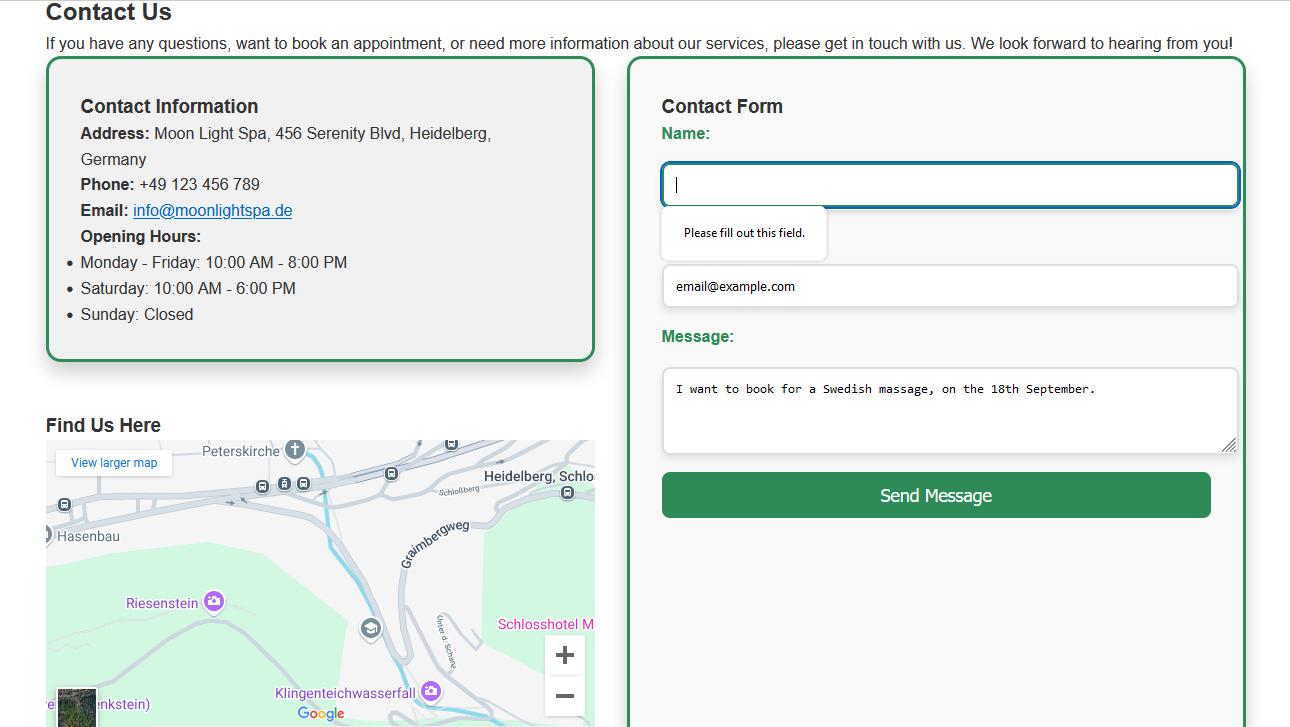 Contact Us
If you have any questions, want to book an appointment, or need more information about our services, please get in touch with us. We look forward to hearing from you!
Contact Information
Address: Moon Light Spa, 456 Serenity Blvd, Heidelberg,
Germany
Phone: +49 123 456 789
Email: info@moonlightspa.de
Opening Hours:
• Monday - Friday: 10:00 AM - 8:00 PM
• Saturday: 10:00 AM - 6:00 PM
• Sunday: Closed
Find Us Here
View larger map
Peterskirche
Heidelberg, Schlo
Schloßberg
Hasenbau
Graimbergweg
Riesenstein
Schlosshotel M
Unter d. Schanz
Klingenteichwasserfall
enkstein)
Google
Contact Form
Name:
Please fill out this field.
email@example.com
Message:
I want to book for a Swedish massage, on the 18th September.
Send Message